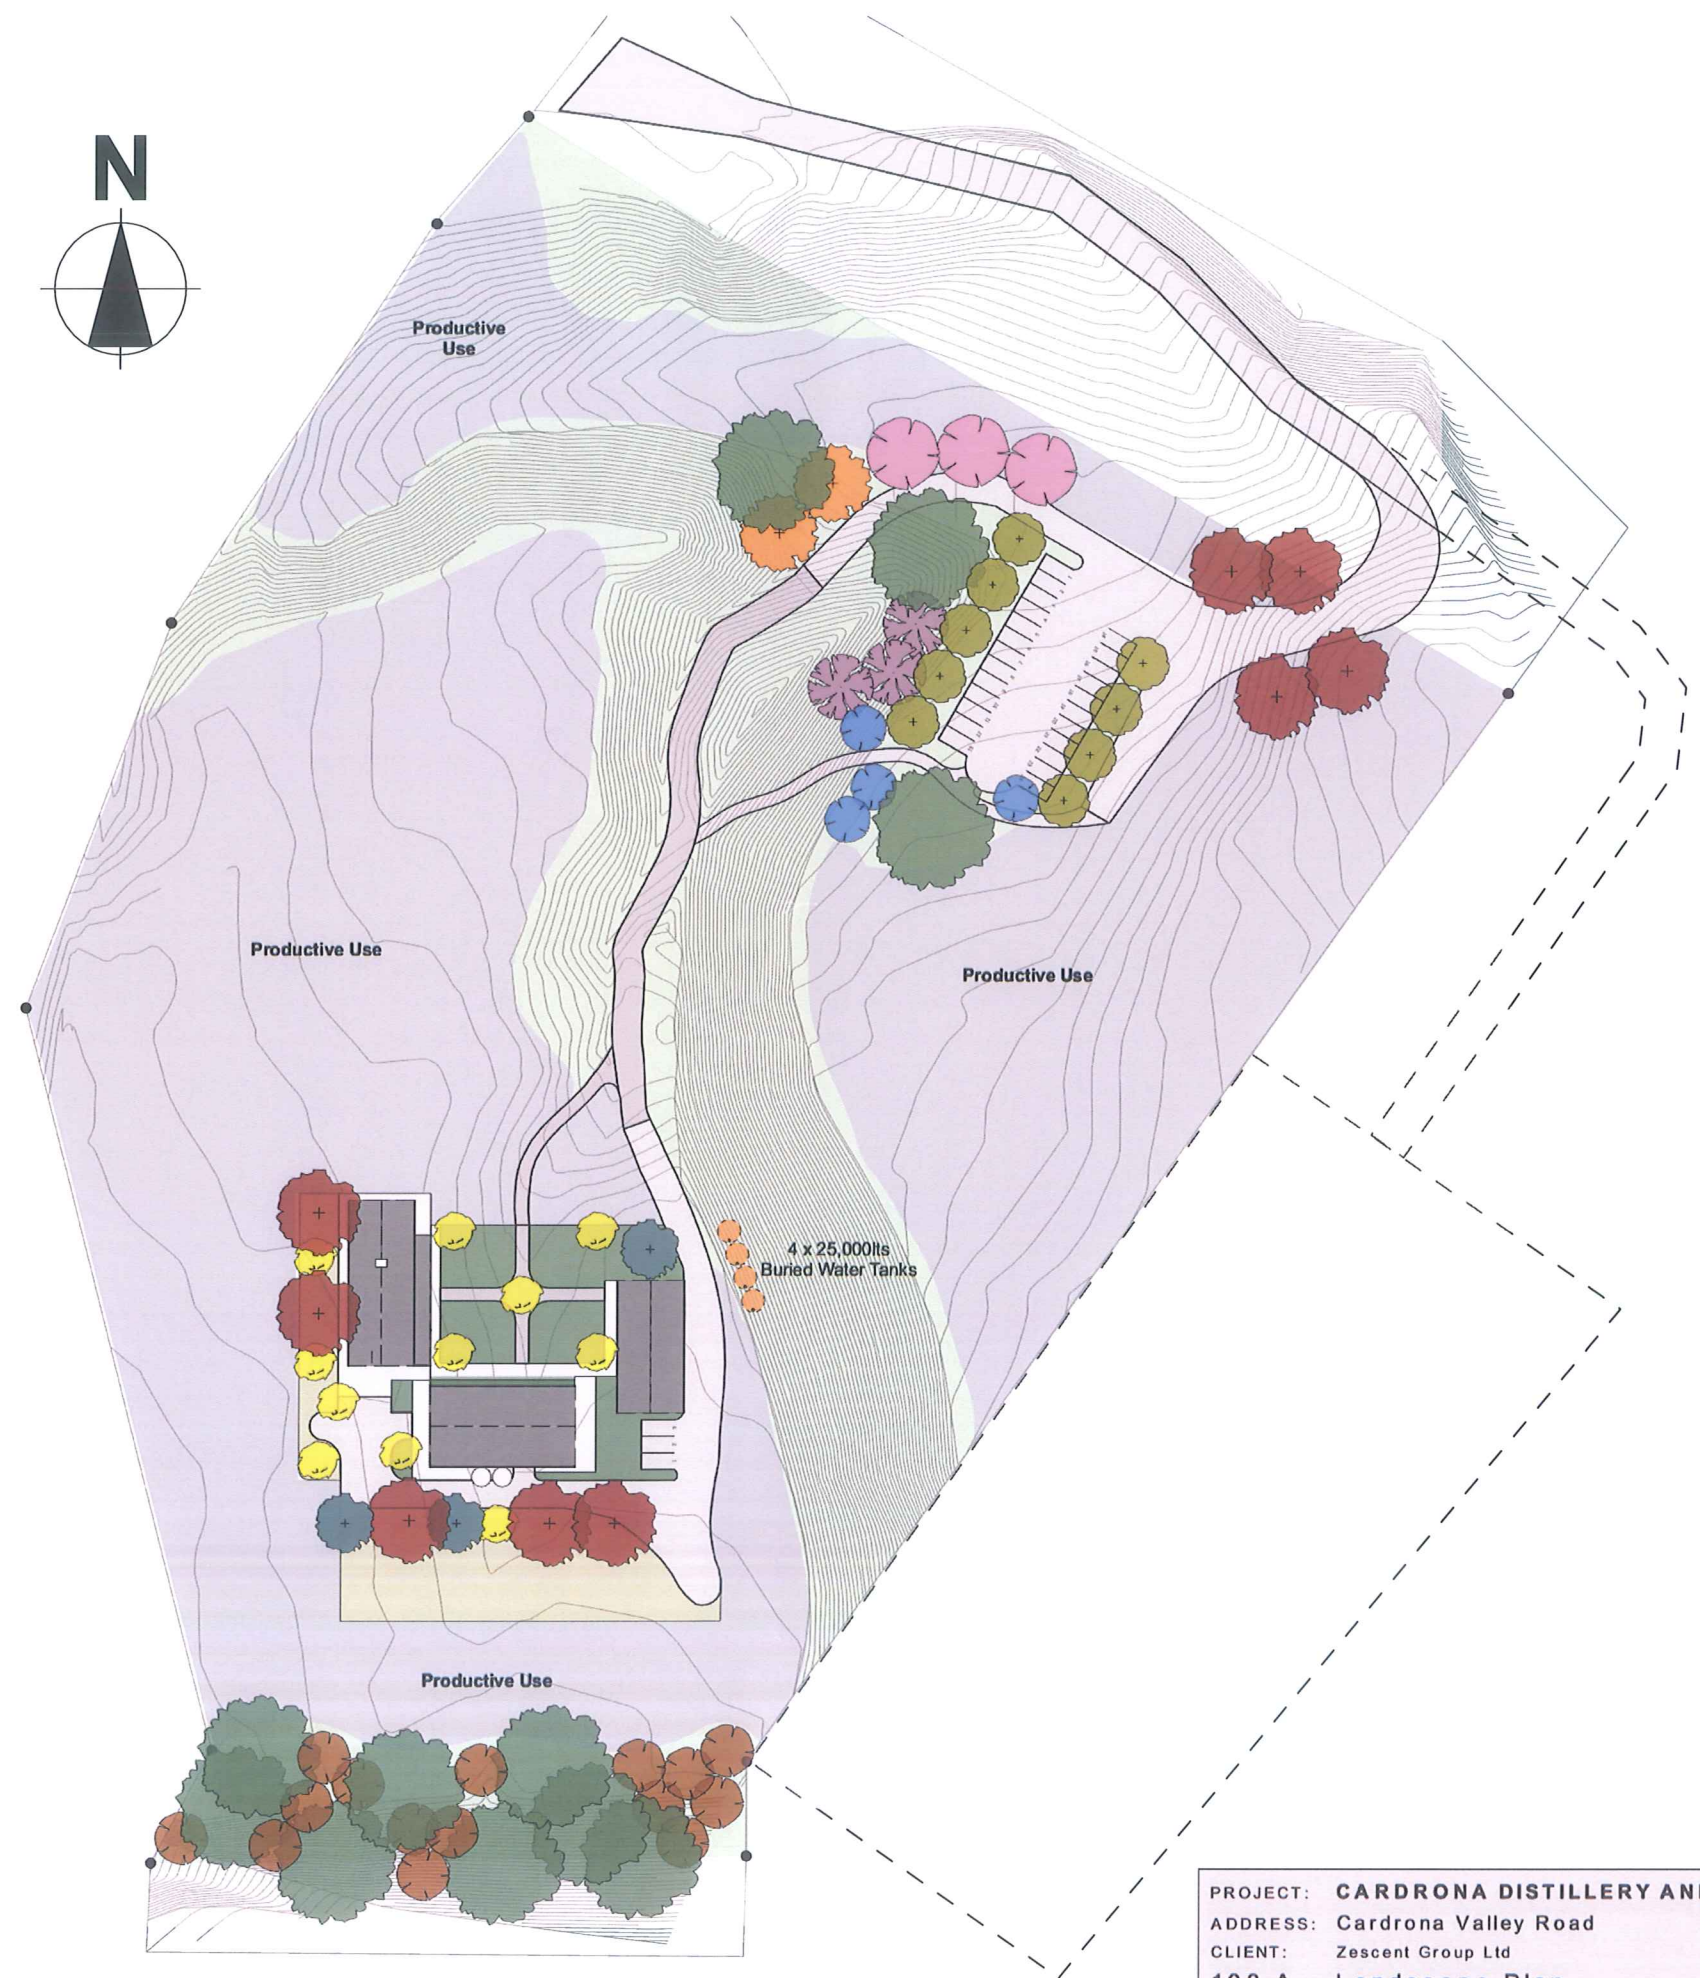 N
Productive
Use
Productive Use
Productive Use
4 x 25,000lts
Buried Water Tanks
Productive Use
PROJECT: CARDRONA DISTILLERY
ADDRESS: Cardrona Valley Road
CLIENT: Zescent Group Ltd